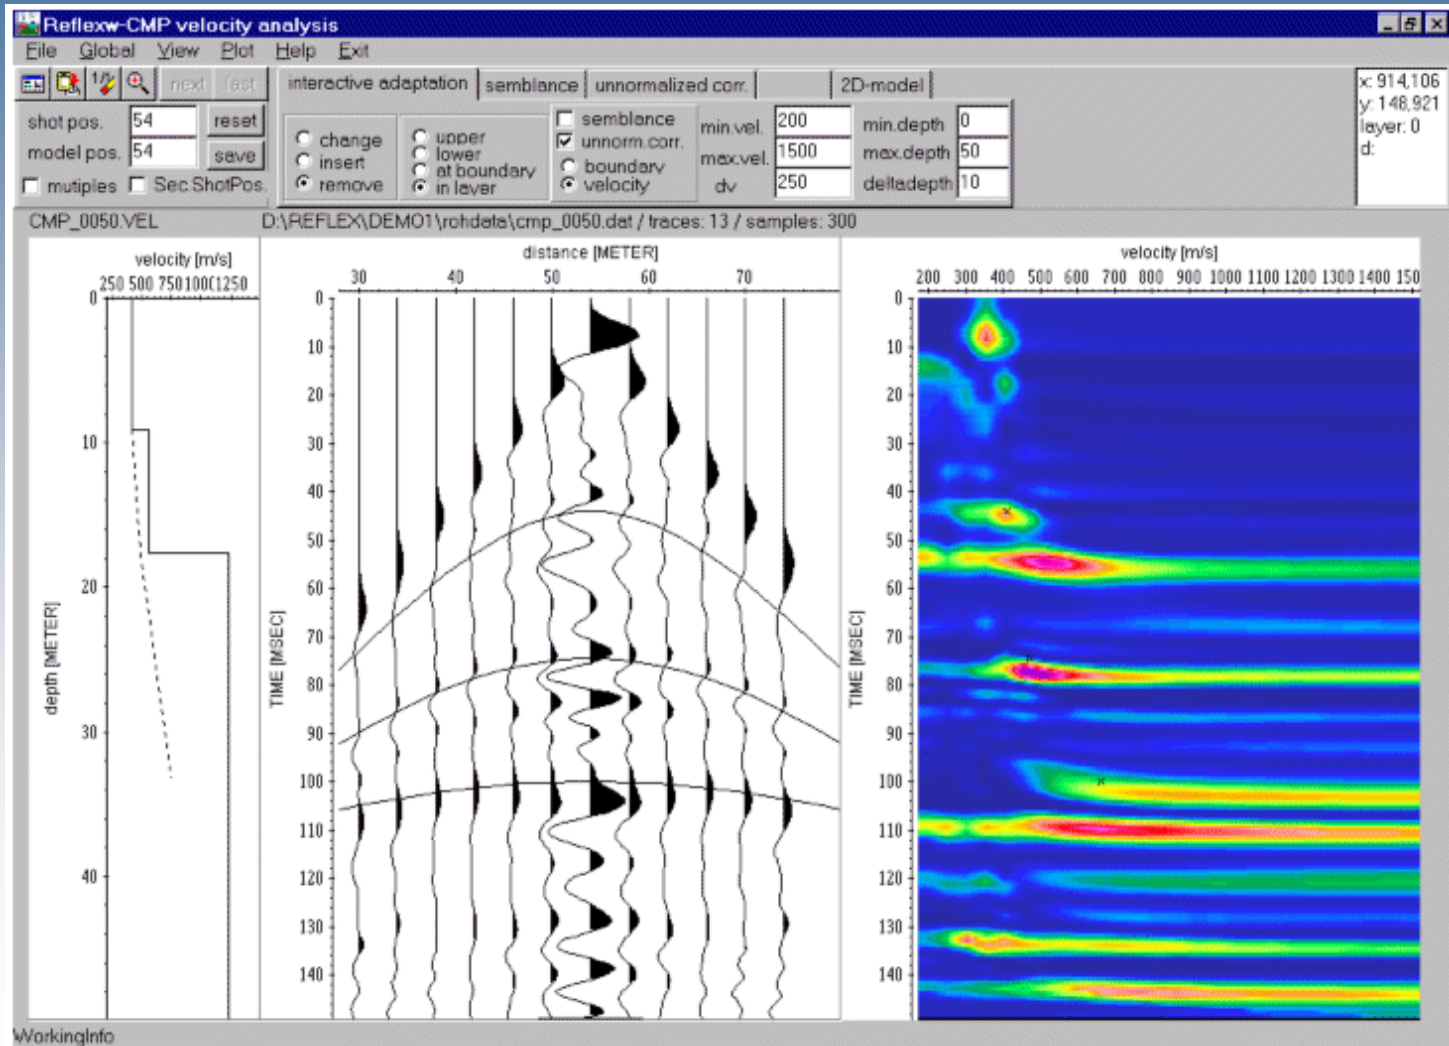 Reflexw-CMP velocity analysis
File Global View Plot Help Exit
next last
interactive adaptation semblance unnormalized corr. 2D-model
shot pos. 54 reset
model pos. 54 save
mutiples Sec.ShotPos.
change
insert
remove
upper
lower
at boundary
in layer
semblance
unnorm.corr.
boundary
velocity
min.vel. 200
max.vel. 1500
dv 250
min.depth 0
max.depth 50
deltadepth 10
x: 914,106
y: 148,921
layer: 0
d:
CMP_0050.VEL D:\REFLEX\DEMO1\rohdata\cmp_0050.dat / traces: 13 / samples: 300
velocity [m/s]
250 500 750 1000 1250
0
10
20
30
40
depth [METER]
distance [METER]
30 40 50 60 70
0
10
20
30
40
50
60
70
80
90
100
110
120
130
140
TIME [MSEC]
velocity [m/s]
200 300 400 500 600 700 800 900 1000 1100 1200 1300 1400 150
0
10
20
30
40
50
60
70
80
90
100
110
120
130
140
TIME [MSEC]
WorkingInfo